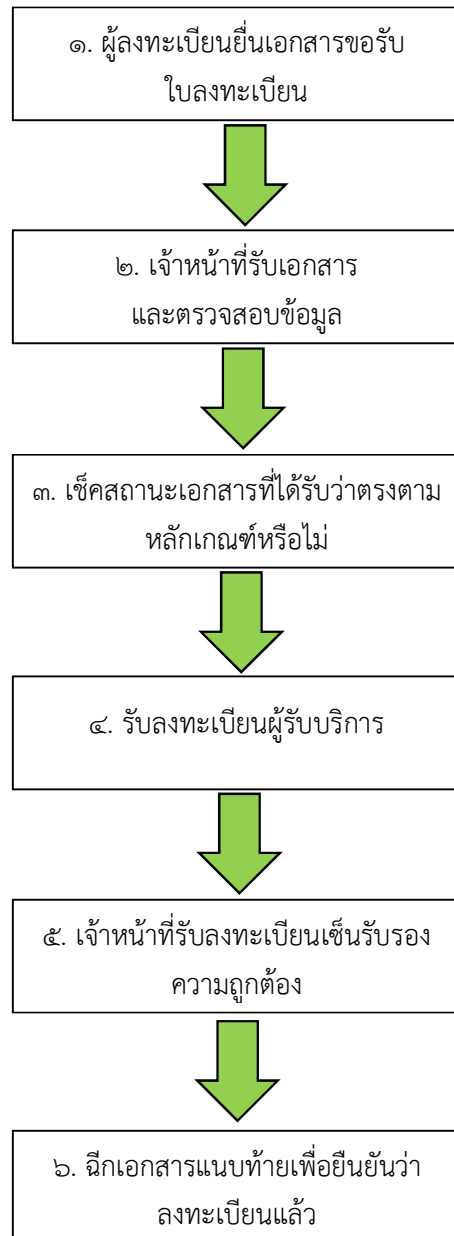 ๑. ผู้ลงทะเบียนยื่นเอกสารขอรับ
ใบลงทะเบียน
๒. เจ้าหน้าที่รับเอกสาร
และตรวจสอบข้อมูล
๓. เช็คสถานะเอกสารที่ได้รับว่าตรงตาม
หลักเกณฑ์หรือไม่
๔. รับลงทะเบียนผู้รับบริการ
๕. เจ้าหน้าที่รับลงทะเบียนเซ็นรับรอง
ความถูกต้อง
๖. ฉีกเอกสารแนบท้ายเพื่อยืนยันว่า
ลงทะเบียนแล้ว